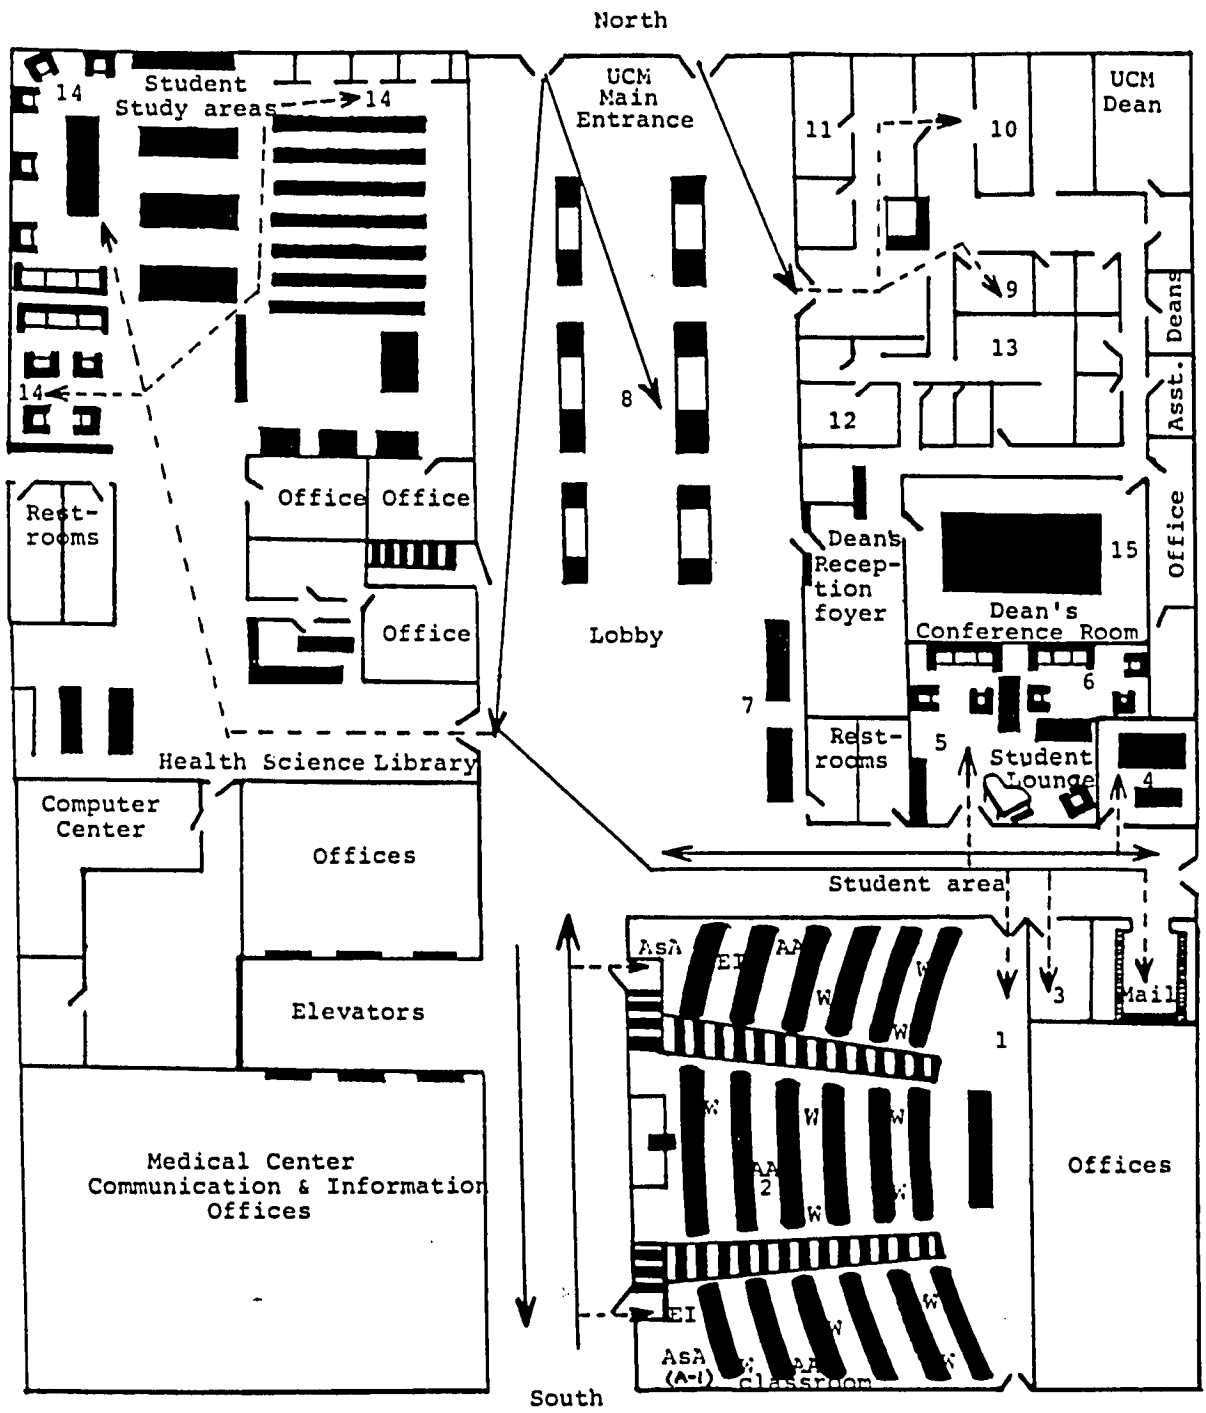 North
Student
Study areas
14
14
UCM
Main
Entrance
11
10
UCM
Dean
9
13
Asst. Deans
14
8
12
Office
Office
Rest-
rooms
Office
Dean's
Recep-
tion
foyer
15
Dean's
Conference Room
Office
Lobby
6
7
5
Rest-
rooms
Student
Lounge
4
Health Science Library
Computer
Center
Offices
Student area
AsA
EI
AA
W
W
W
3
Mail
1
Elevators
W
W
W
AA
2
W
W
Offices
Medical Center
Communication & Information
Offices
EI
W
W
AsA
(A-1)
W
AA
W
classroom
South